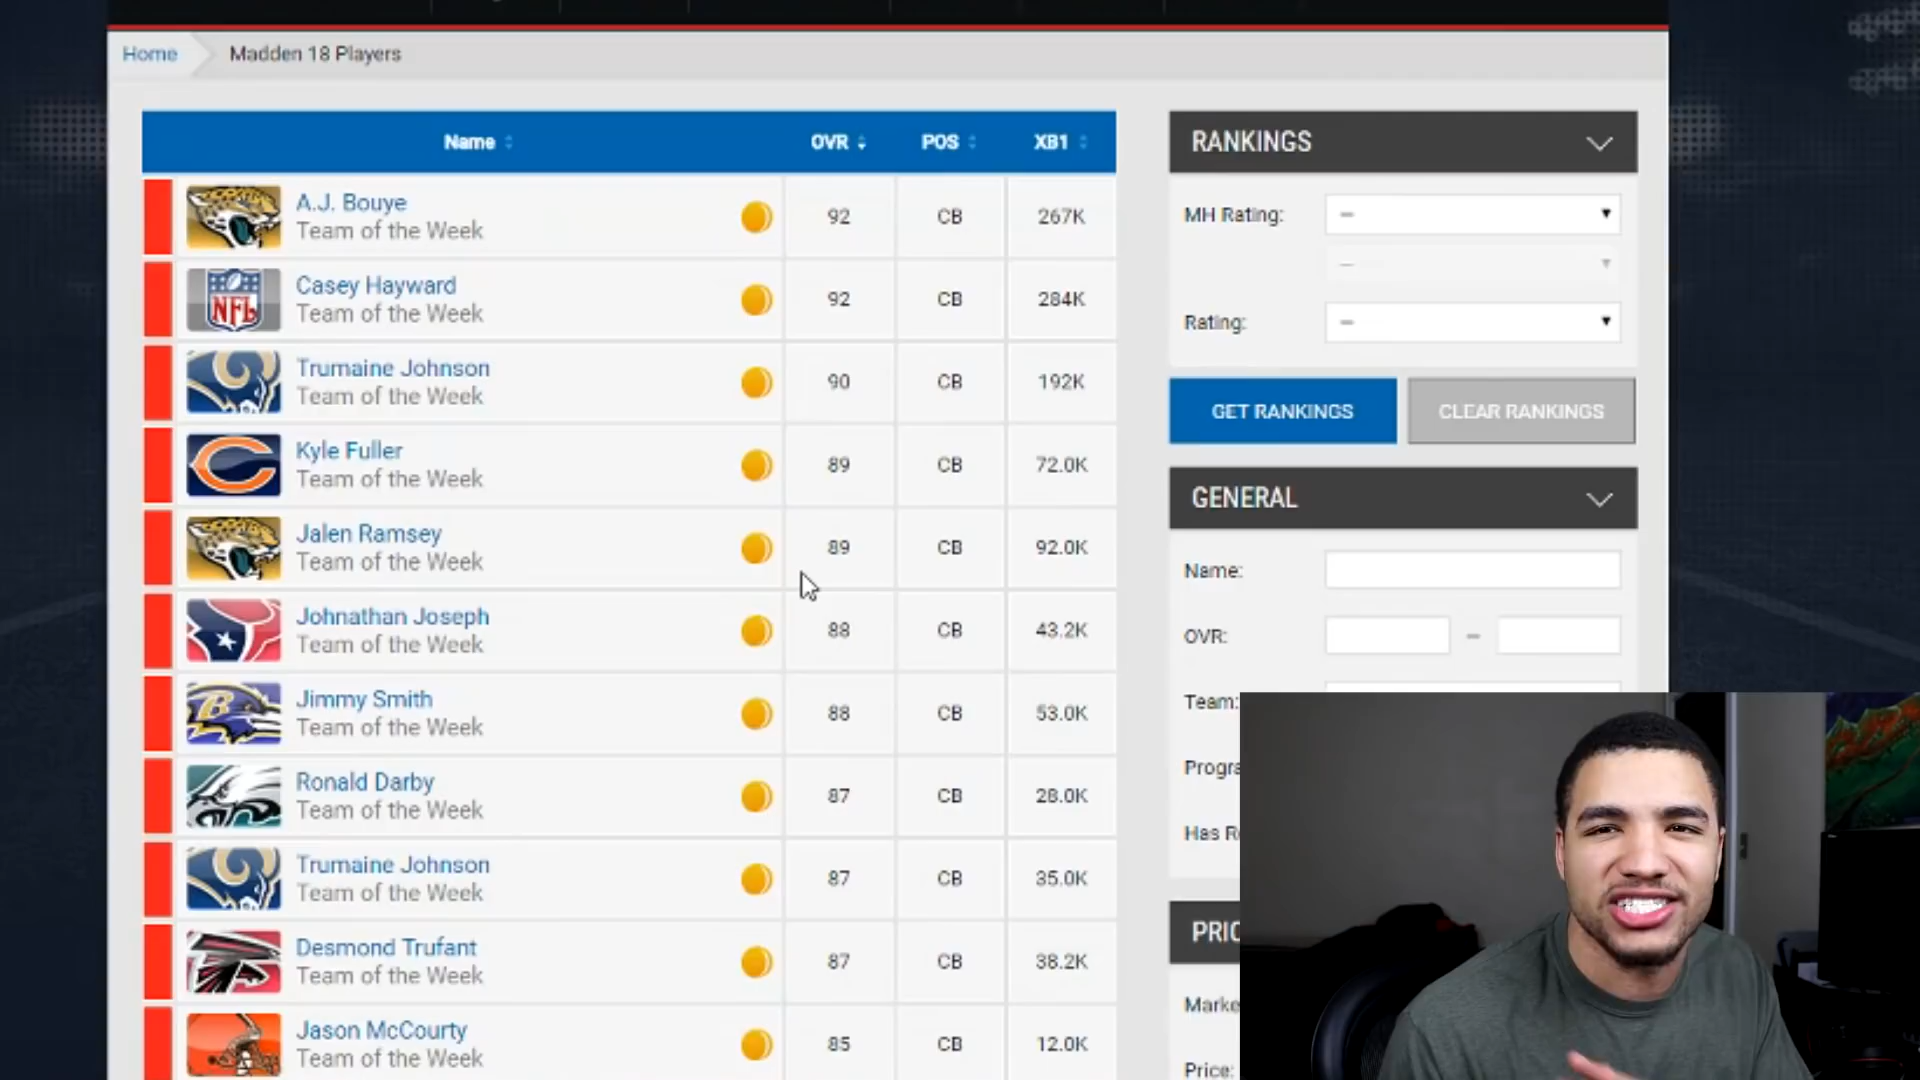 Home
Madden 18 Players
Name OVR POS XB1
A.J. Bouye
Team of the Week
92 CB 267K
NFL
Casey Hayward
Team of the Week
92 CB 284K
Trumaine Johnson
Team of the Week
90 CB 192K
Kyle Fuller
Team of the Week
89 CB 72.0K
Jalen Ramsey
Team of the Week
89 CB 92.0K
Johnathan Joseph
Team of the Week
88 CB 43.2K
B
Jimmy Smith
Team of the Week
88 CB 53.0K
Ronald Darby
Team of the Week
87 CB 28.0K
Trumaine Johnson
Team of the Week
87 CB 35.0K
Desmond Trufant
Team of the Week
87 CB 38.2K
Jason McCourty
Team of the Week
85 CB 12.0K
RANKINGS
MH Rating: —
—
Rating: —
GET RANKINGS CLEAR RANKINGS
GENERAL
Name:
OVR: –
Team:
Progra
Has R
PRIC
Marke
Price: